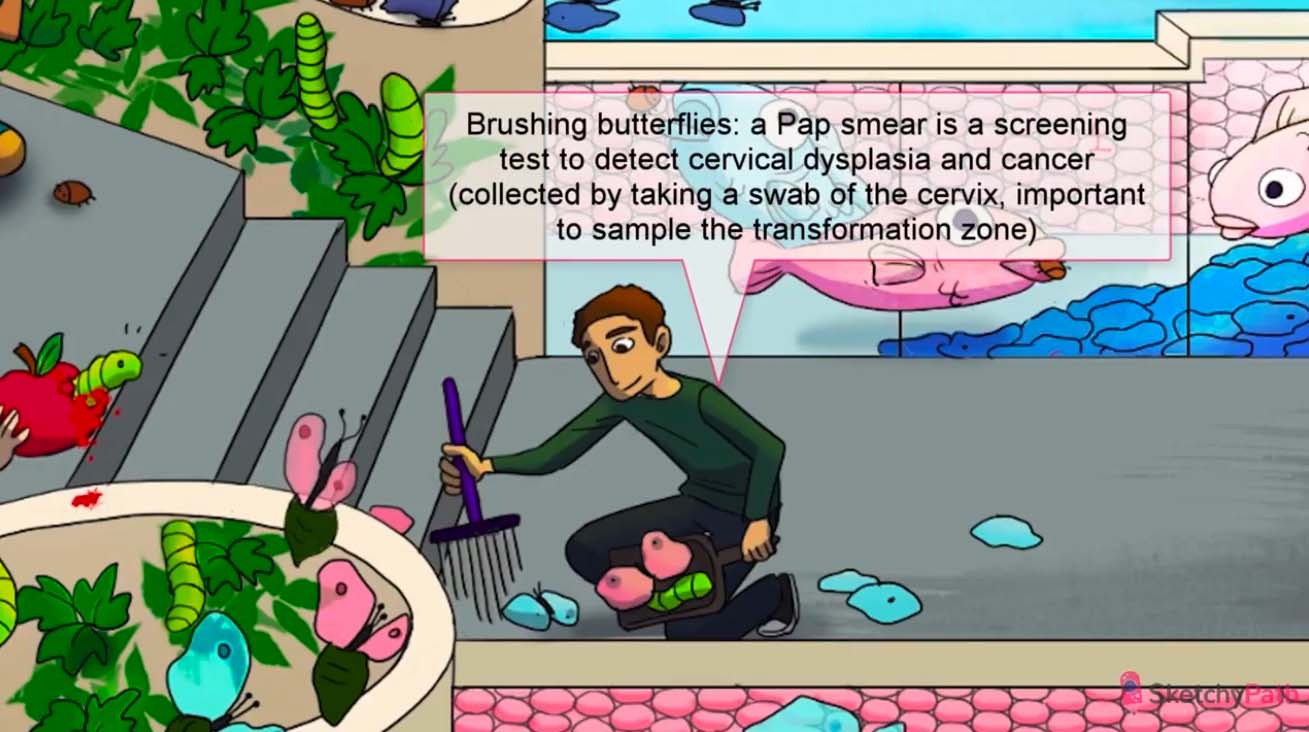 Brushing butterflies: a Pap smear is a screening
test to detect cervical dysplasia and cancer
(collected by taking a swab of the cervix, important
to sample the transformation zone)
SketchyPath